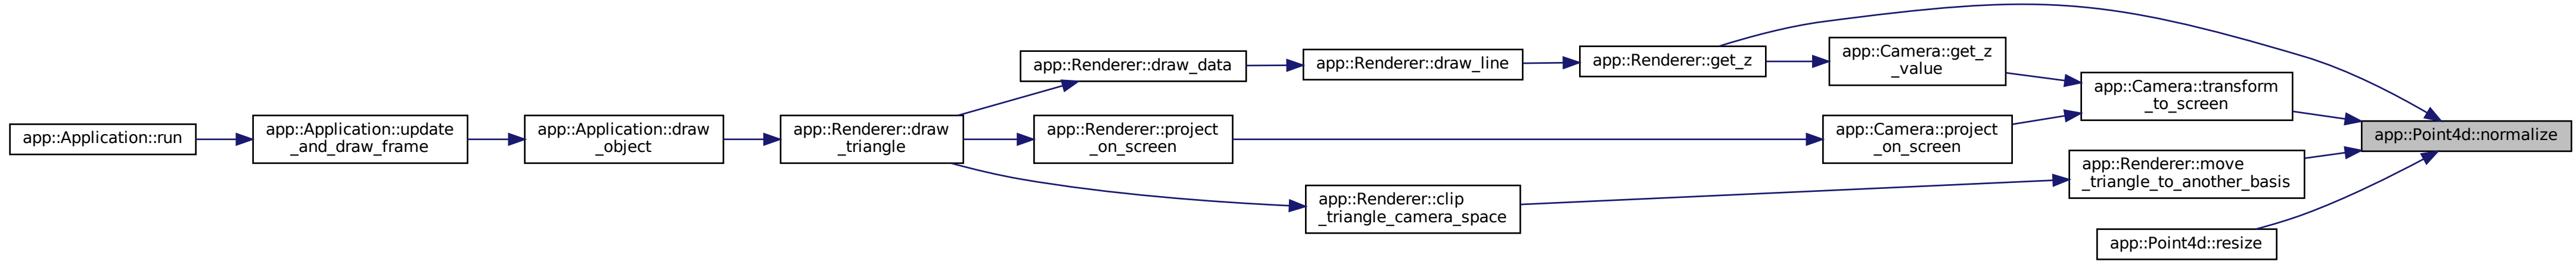 app::Application::run
app::Application::update
_and_draw_frame
app::Application::draw
_object
app::Renderer::draw
_triangle
app::Renderer::draw_data
app::Renderer::project
_on_screen
app::Renderer::draw_line
app::Renderer::clip
_triangle_camera_space
app::Renderer::get_z
app::Camera::get_z
_value
app::Camera::project
_on_screen
app::Camera::transform
_to_screen
app::Renderer::move
_triangle_to_another_basis
app::Point4d::resize
app::Point4d::normalize